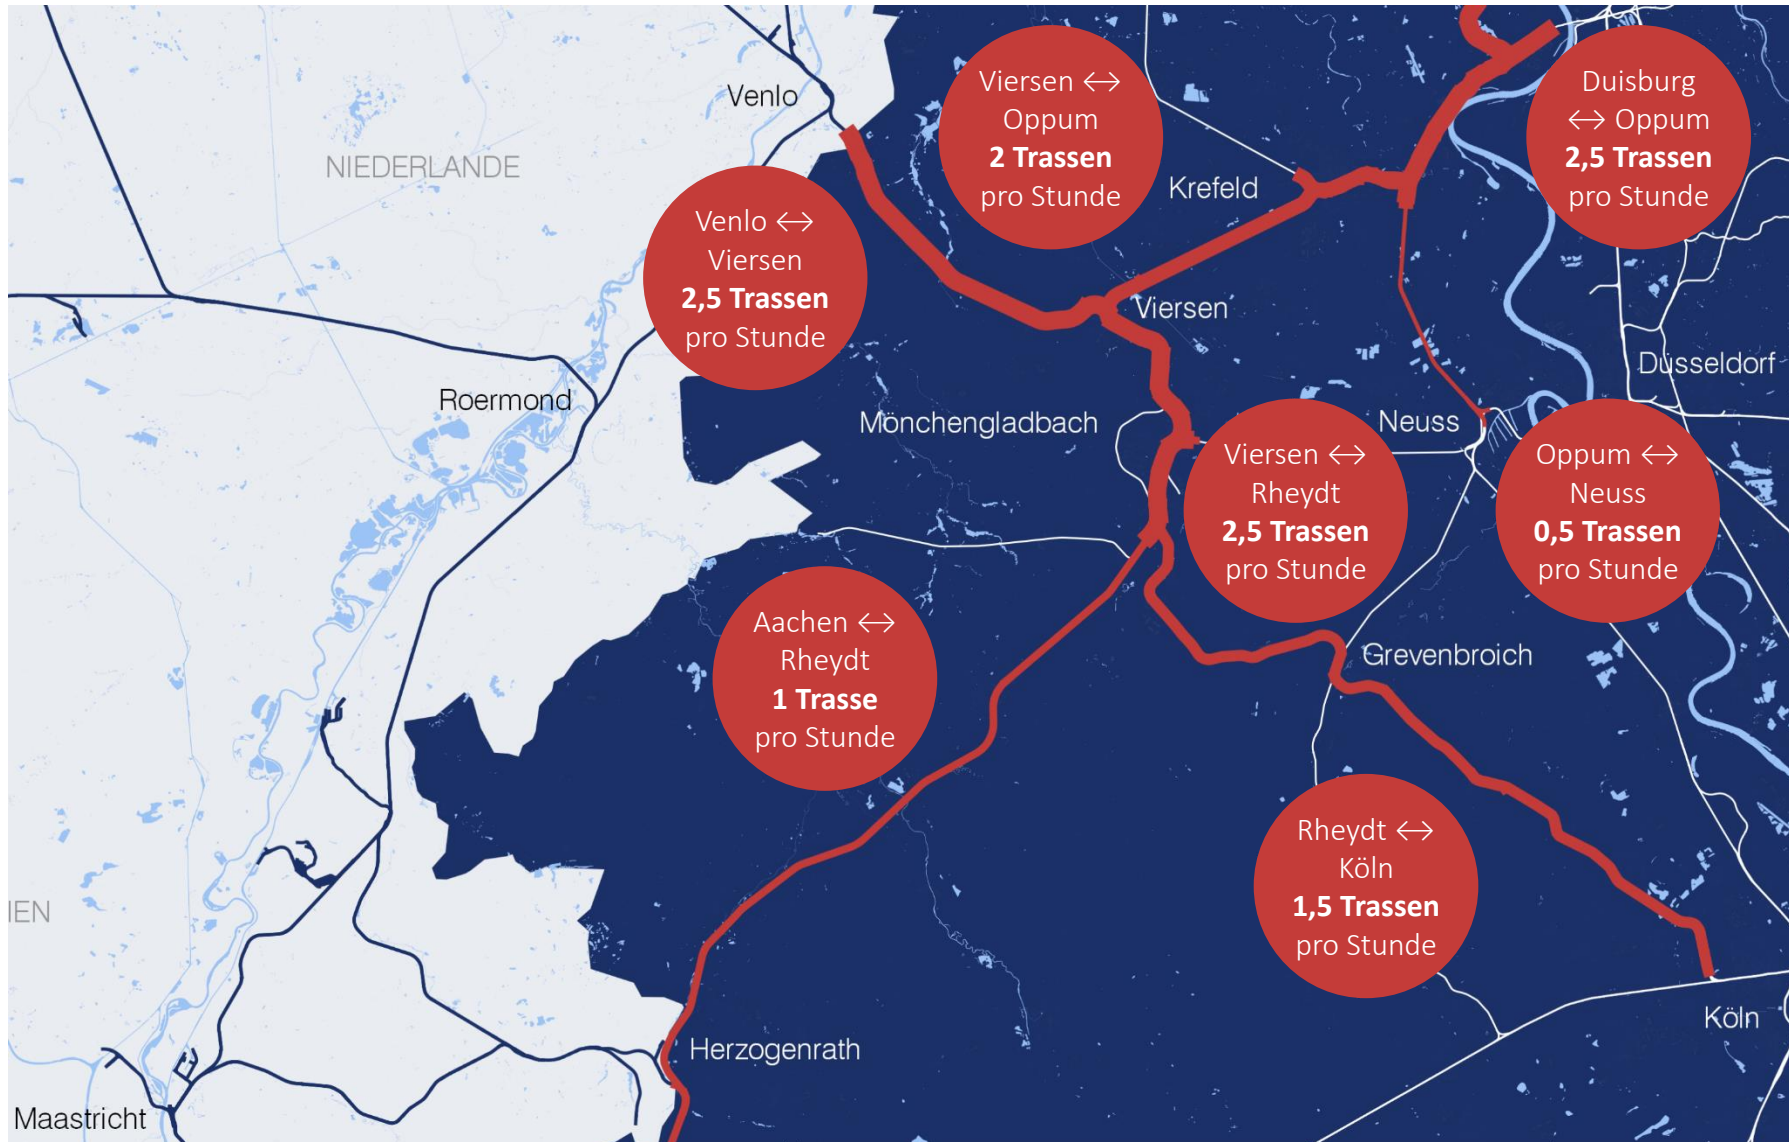 Venlo
NIEDERLANDE
Viersen ↔
Oppum
2 Trassen
pro Stunde
Duisburg
↔ Oppum
2,5 Trassen
pro Stunde
Krefeld
Venlo ↔
Viersen
2,5 Trassen
pro Stunde
Viersen
Düsseldorf
Roermond
Mönchengladbach
Neuss
Viersen ↔
Rheydt
2,5 Trassen
pro Stunde
Oppum ↔
Neuss
0,5 Trassen
pro Stunde
Aachen ↔
Rheydt
1 Trasse
pro Stunde
Grevenbroich
Rheydt ↔
Köln
1,5 Trassen
pro Stunde
IEN
Köln
Herzogenrath
Maastricht